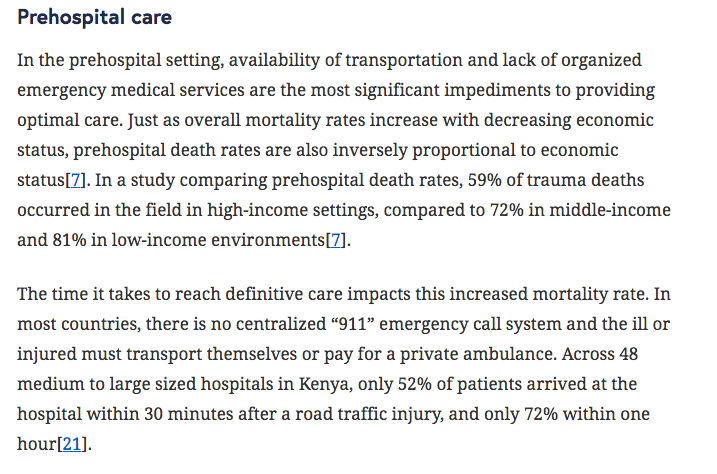 Prehospital care
In the prehospital setting, availability of transportation and lack of organized
emergency medical services are the most significant impediments to providing
optimal care. Just as overall mortality rates increase with decreasing economic
status, prehospital death rates are also inversely proportional to economic
status[7]. In a study comparing prehospital death rates, 59% of trauma deaths
occurred in the field in high-income settings, compared to 72% in middle-income
and 81% in low-income environments[7].
The time it takes to reach definitive care impacts this increased mortality rate. In
most countries, there is no centralized “911” emergency call system and the ill or
injured must transport themselves or pay for a private ambulance. Across 48
medium to large sized hospitals in Kenya, only 52% of patients arrived at the
hospital within 30 minutes after a road traffic injury, and only 72% within one
hour[21].